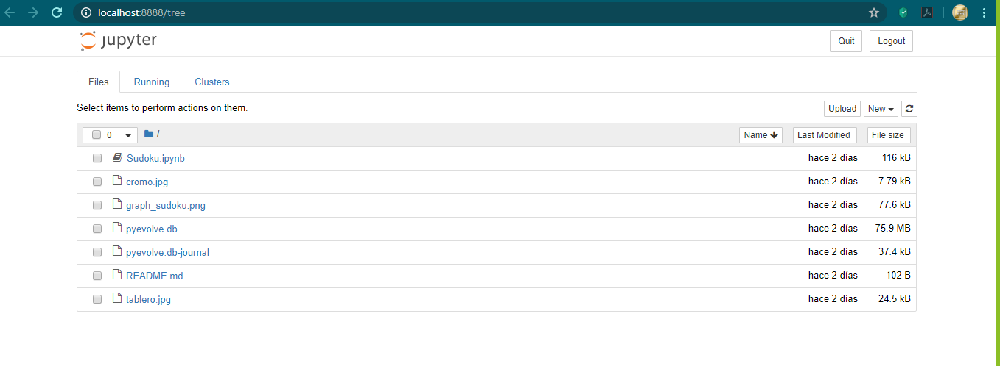 localhost:8888/tree
jupyter
Quit Logout
Files Running Clusters
Select items to perform actions on them.
Upload New
0 / Name Last Modified File size
Sudoku.ipynb hace 2 días 116 kB
cromo.jpg hace 2 días 7.79 kB
graph_sudoku.png hace 2 días 77.6 kB
pyevolve.db hace 2 días 75.9 MB
pyevolve.db-journal hace 2 días 37.4 kB
README.md hace 2 días 102 B
tablero.jpg hace 2 días 24.5 kB